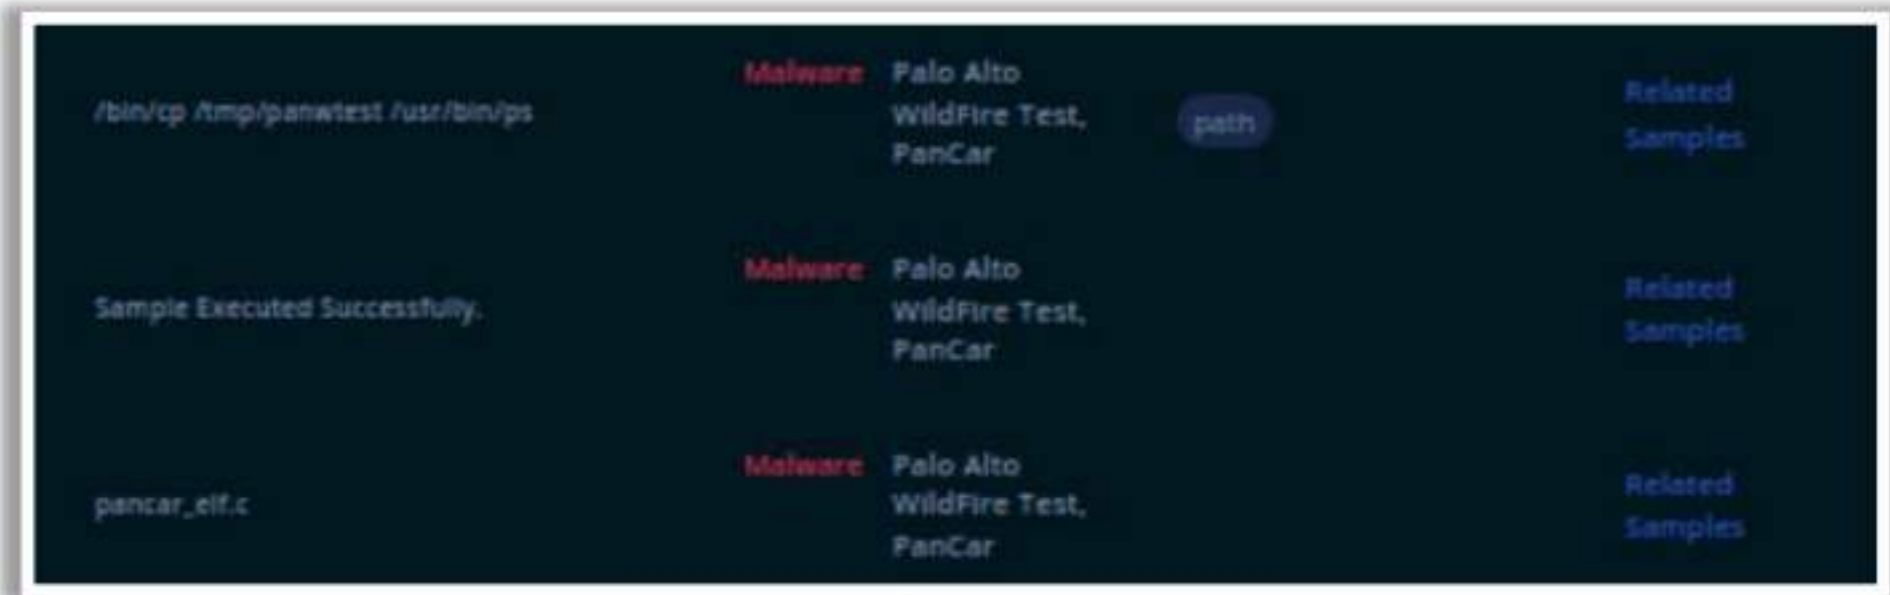 /bin/cp /tmp/panwtest /usr/bin/ps
Malware
Palo Alto
WildFire Test,
PanCar
path
Related
Samples
Sample Executed Successfully.
Malware
Palo Alto
WildFire Test,
PanCar
Related
Samples
pancar_elf.c
Malware
Palo Alto
WildFire Test,
PanCar
Related
Samples